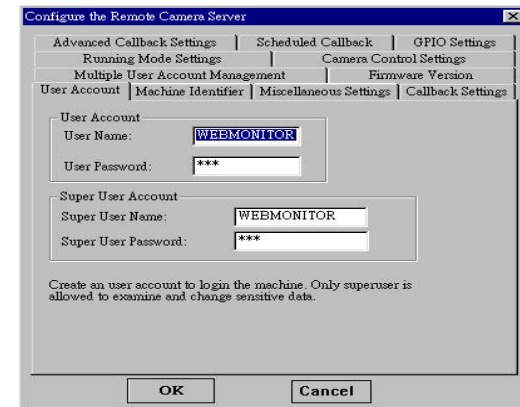 Configure the Remote Camera Server
Advanced Callback Settings Scheduled Callback GPIO Settings
Running Mode Settings Camera Control Settings
Multiple User Account Management Firmware Version
User Account Machine Identifier Miscellaneous Settings Callback Settings
User Account
User Name: WEBMONITOR
User Password: ***
Super User Account
Super User Name: WEBMONITOR
Super User Password: ***
Create an user account to login the machine. Only superuser is
allowed to examine and change sensitive data.
OK Cancel